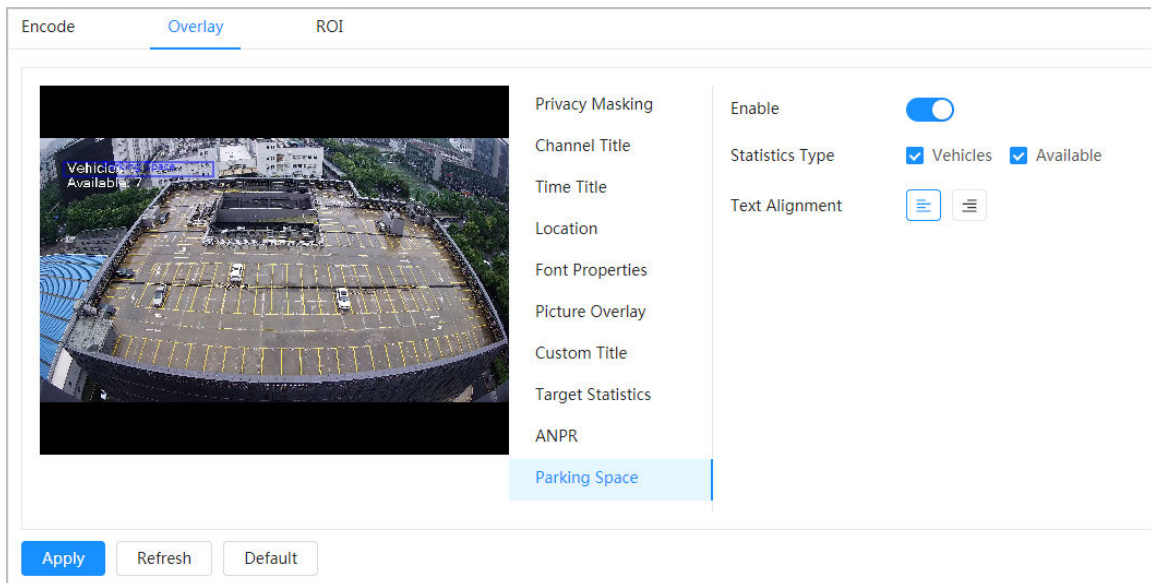 Encode Overlay ROI
Privacy Masking
Channel Title
Time Title
Location
Font Properties
Picture Overlay
Custom Title
Target Statistics
ANPR
Parking Space
Enable
Statistics Type Vehicles Available
Text Alignment
Available: 7
Apply Refresh Default